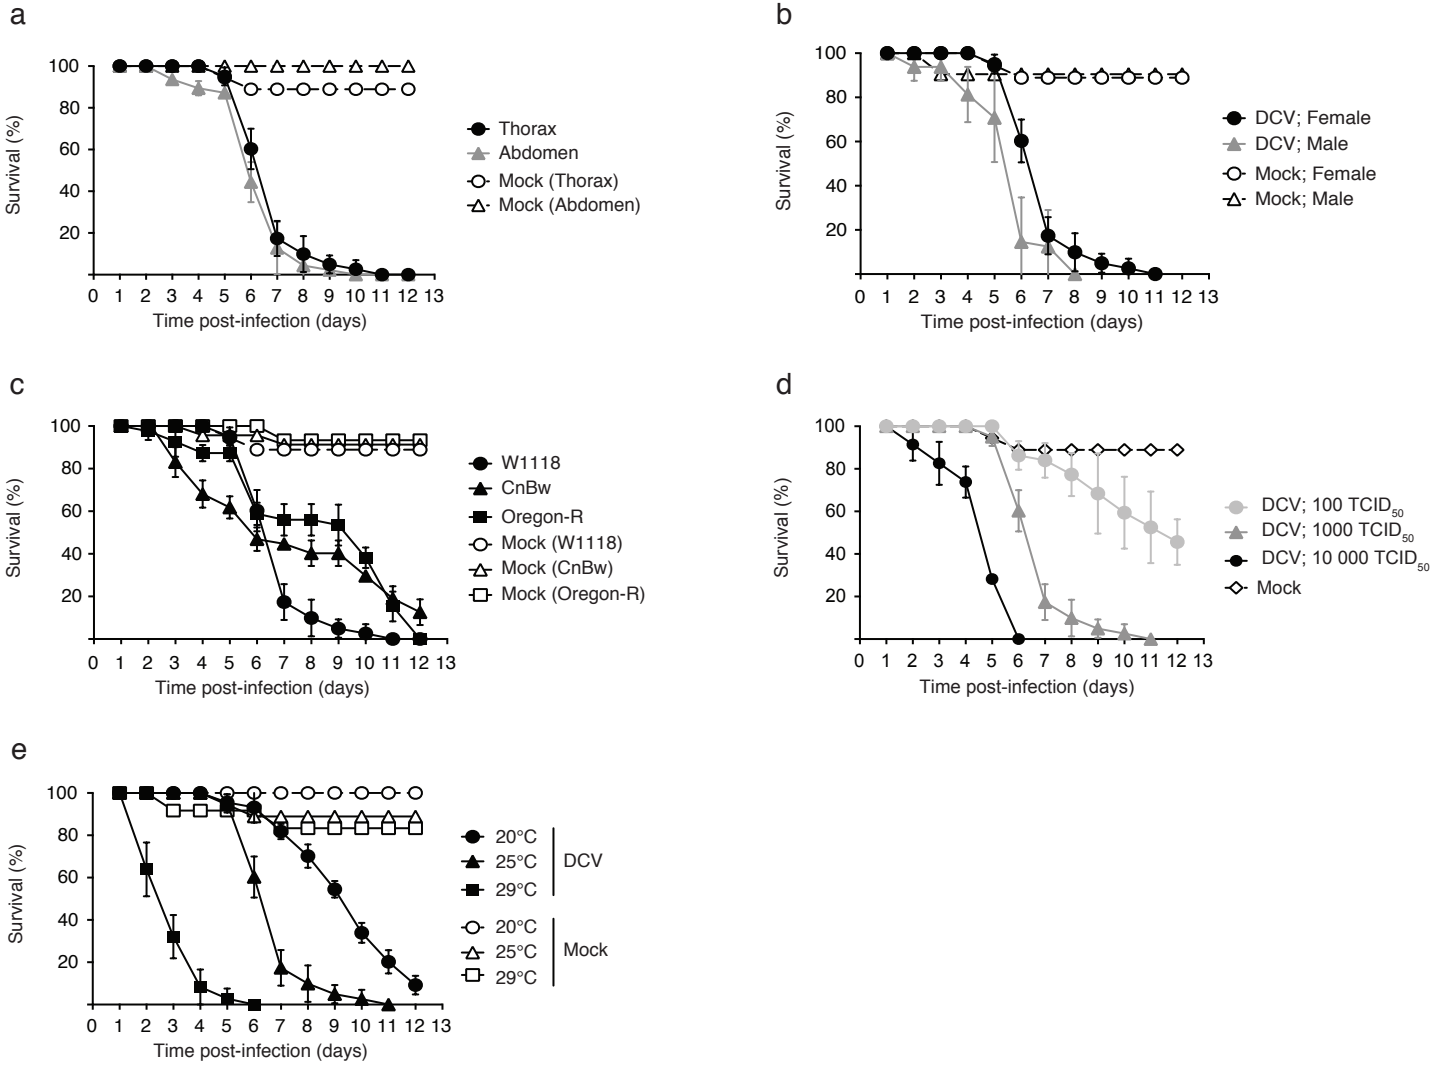 a
100
80
60
40
20
Survival (%)
0 1 2 3 4 5 6 7 8 9 10 11 12 13
Time post-infection (days)
Thorax
Abdomen
Mock (Thorax)
Mock (Abdomen)
b
100
80
60
40
20
Survival (%)
0 1 2 3 4 5 6 7 8 9 10 11 12 13
Time post-infection (days)
DCV; Female
DCV; Male
Mock; Female
Mock; Male
c
100
80
60
40
20
Survival (%)
0 1 2 3 4 5 6 7 8 9 10 11 12 13
Time post-infection (days)
W1118
CnBw
Oregon-R
Mock (W1118)
Mock (CnBw)
Mock (Oregon-R)
d
100
80
60
40
20
Survival (%)
0 1 2 3 4 5 6 7 8 9 10 11 12 13
Time post-infection (days)
DCV; 100 TCID50
DCV; 1000 TCID50
DCV; 10 000 TCID50
Mock
e
100
80
60
40
20
Survival (%)
0 1 2 3 4 5 6 7 8 9 10 11 12 13
Time post-infection (days)
20°C
25°C
29°C
DCV
20°C
25°C
29°C
Mock